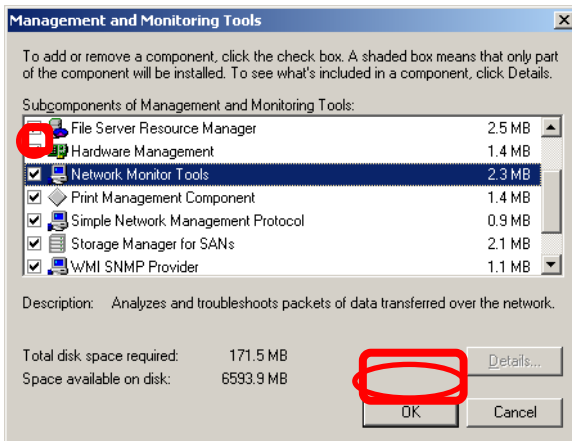 Management and Monitoring Tools
To add or remove a component, click the check box. A shaded box means that only part
of the component will be installed. To see what's included in a component, click Details.
Subcomponents of Management and Monitoring Tools:
File Server Resource Manager 2.5 MB
Hardware Management 1.4 MB
Network Monitor Tools 2.3 MB
Print Management Component 1.4 MB
Simple Network Management Protocol 0.9 MB
Storage Manager for SANs 2.1 MB
WMI SNMP Provider 1.1 MB
Description: Analyzes and troubleshoots packets of data transferred over the network.
Total disk space required: 171.5 MB Details...
Space available on disk: 6593.9 MB
OK Cancel